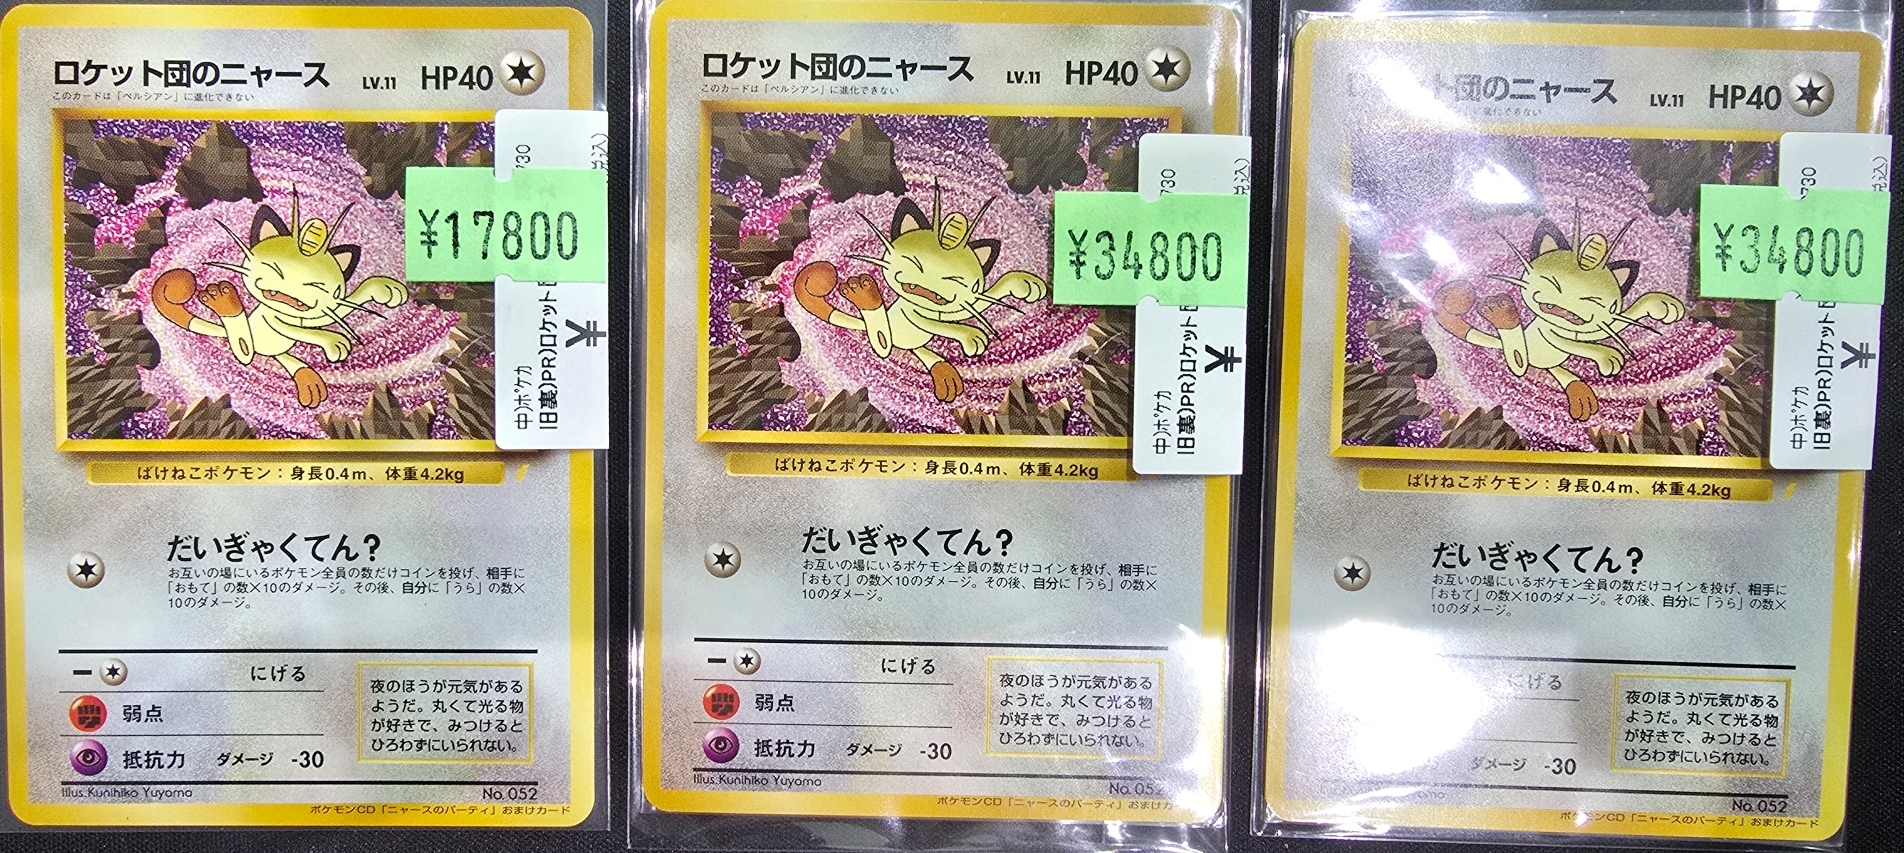 ロケット団のニャース LV.11 HP40
このカードは「ペルシアン」に進化できない
730
税込)
¥17800
¥
中)ポケカ
旧裏)PR)ロケット団
ばけねこポケモン：身長0.4m、体重4.2kg
だいぎゃくてん？
お互いの場にいるポケモン全員の数だけコインを投げ、相手に
「おもて」の数×10のダメージ。その後、自分に「うら」の数×
10のダメージ。
にげる
弱点
抵抗力 ダメージ -30
夜のほうが元気がある
ようだ。丸くて光る物
が好きで、みつけると
ひろわずにいられない。
Illus.Kunihiko Yuyama No.052
ポケモンCD「ニャースのパーティ」おまけカード
ロケット団のニャース LV.11 HP40
このカードは「ペルシアン」に進化できない
730
税込)
¥34800
¥
中)ポケカ
旧裏)PR)ロケット団
ばけねこポケモン：身長0.4m、体重4.2kg
だいぎゃくてん？
お互いの場にいるポケモン全員の数だけコインを投げ、相手に
「おもて」の数×10のダメージ。その後、自分に「うら」の数×
10のダメージ。
にげる
弱点
抵抗力 ダメージ -30
夜のほうが元気がある
ようだ。丸くて光る物
が好きで、みつけると
ひろわずにいられない。
Illus.Kunihiko Yuyama No.052
ポケモンCD「ニャースのパーティ」おまけカード
団のニャース LV.11 HP40
に進化できない
730
税込)
¥34800
¥
中)ポケカ
旧裏)PR)ロケット団
ばけねこポケモン：身長0.4m、体重4.2kg
だいぎゃくてん？
お互いの場にいるポケモン全員の数だけコインを投げ、相手に
「おもて」の数×10のダメージ。その後、自分に「うら」の数×
10のダメージ。
にげる
ダメージ -30
夜のほうが元気がある
ようだ。丸くて光る物
が好きで、みつけると
ひろわずにいられない。
No.052
ポケモンCD「ニャースのパーティ」おまけカード